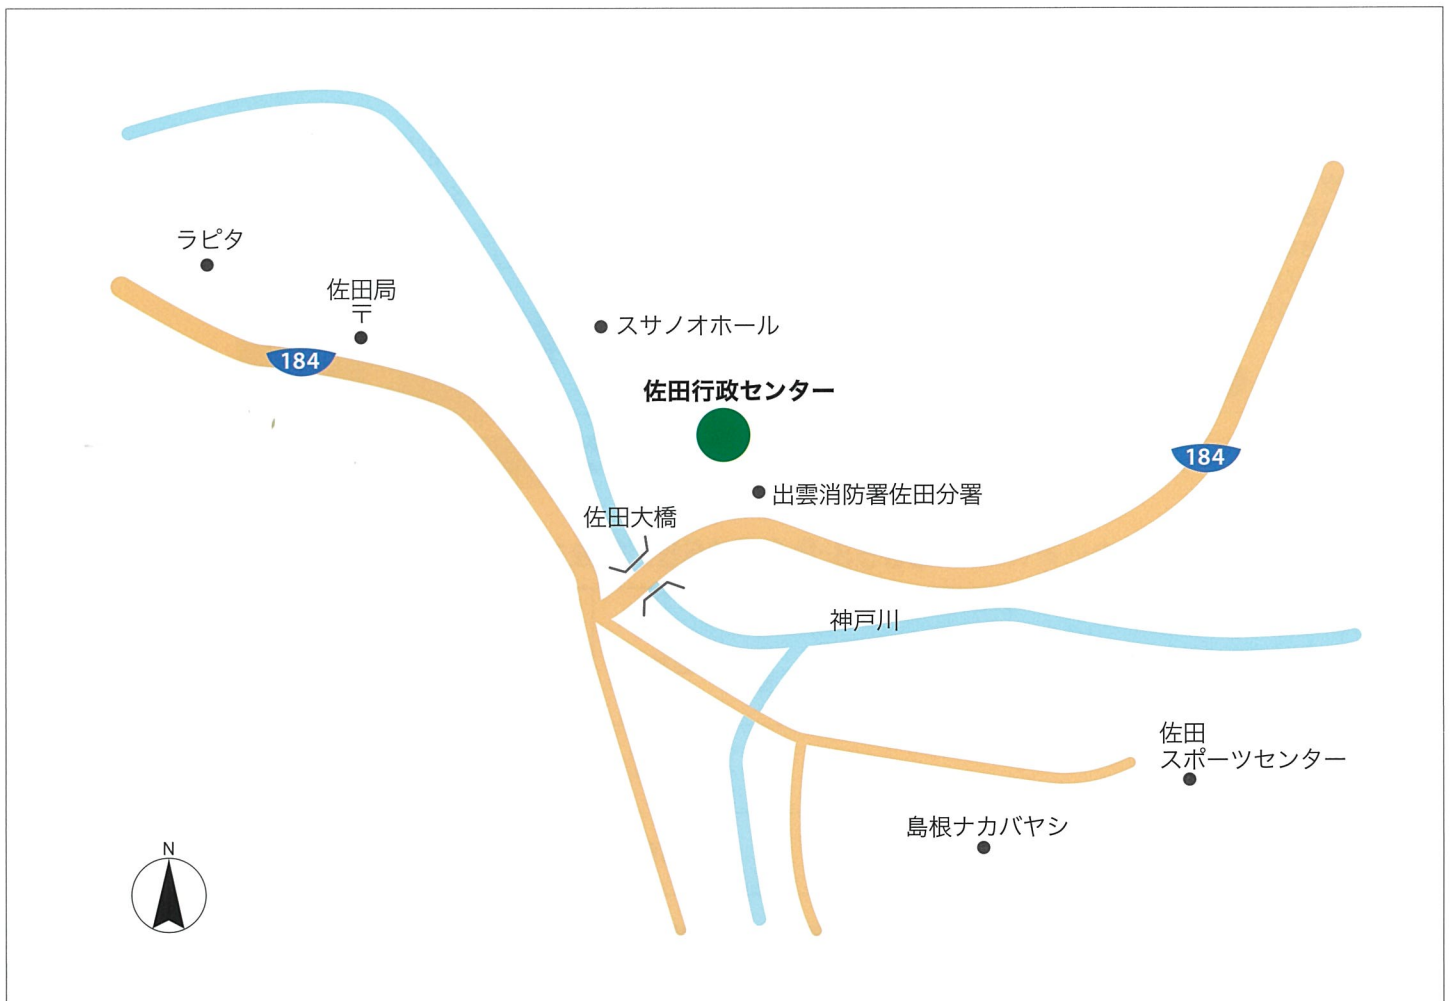 ラピタ
佐田局
〒
184
スサノオホール
佐田行政センター
出雲消防署佐田分署
184
佐田大橋
神戸川
佐田
スポーツセンター
島根ナカバヤシ
N